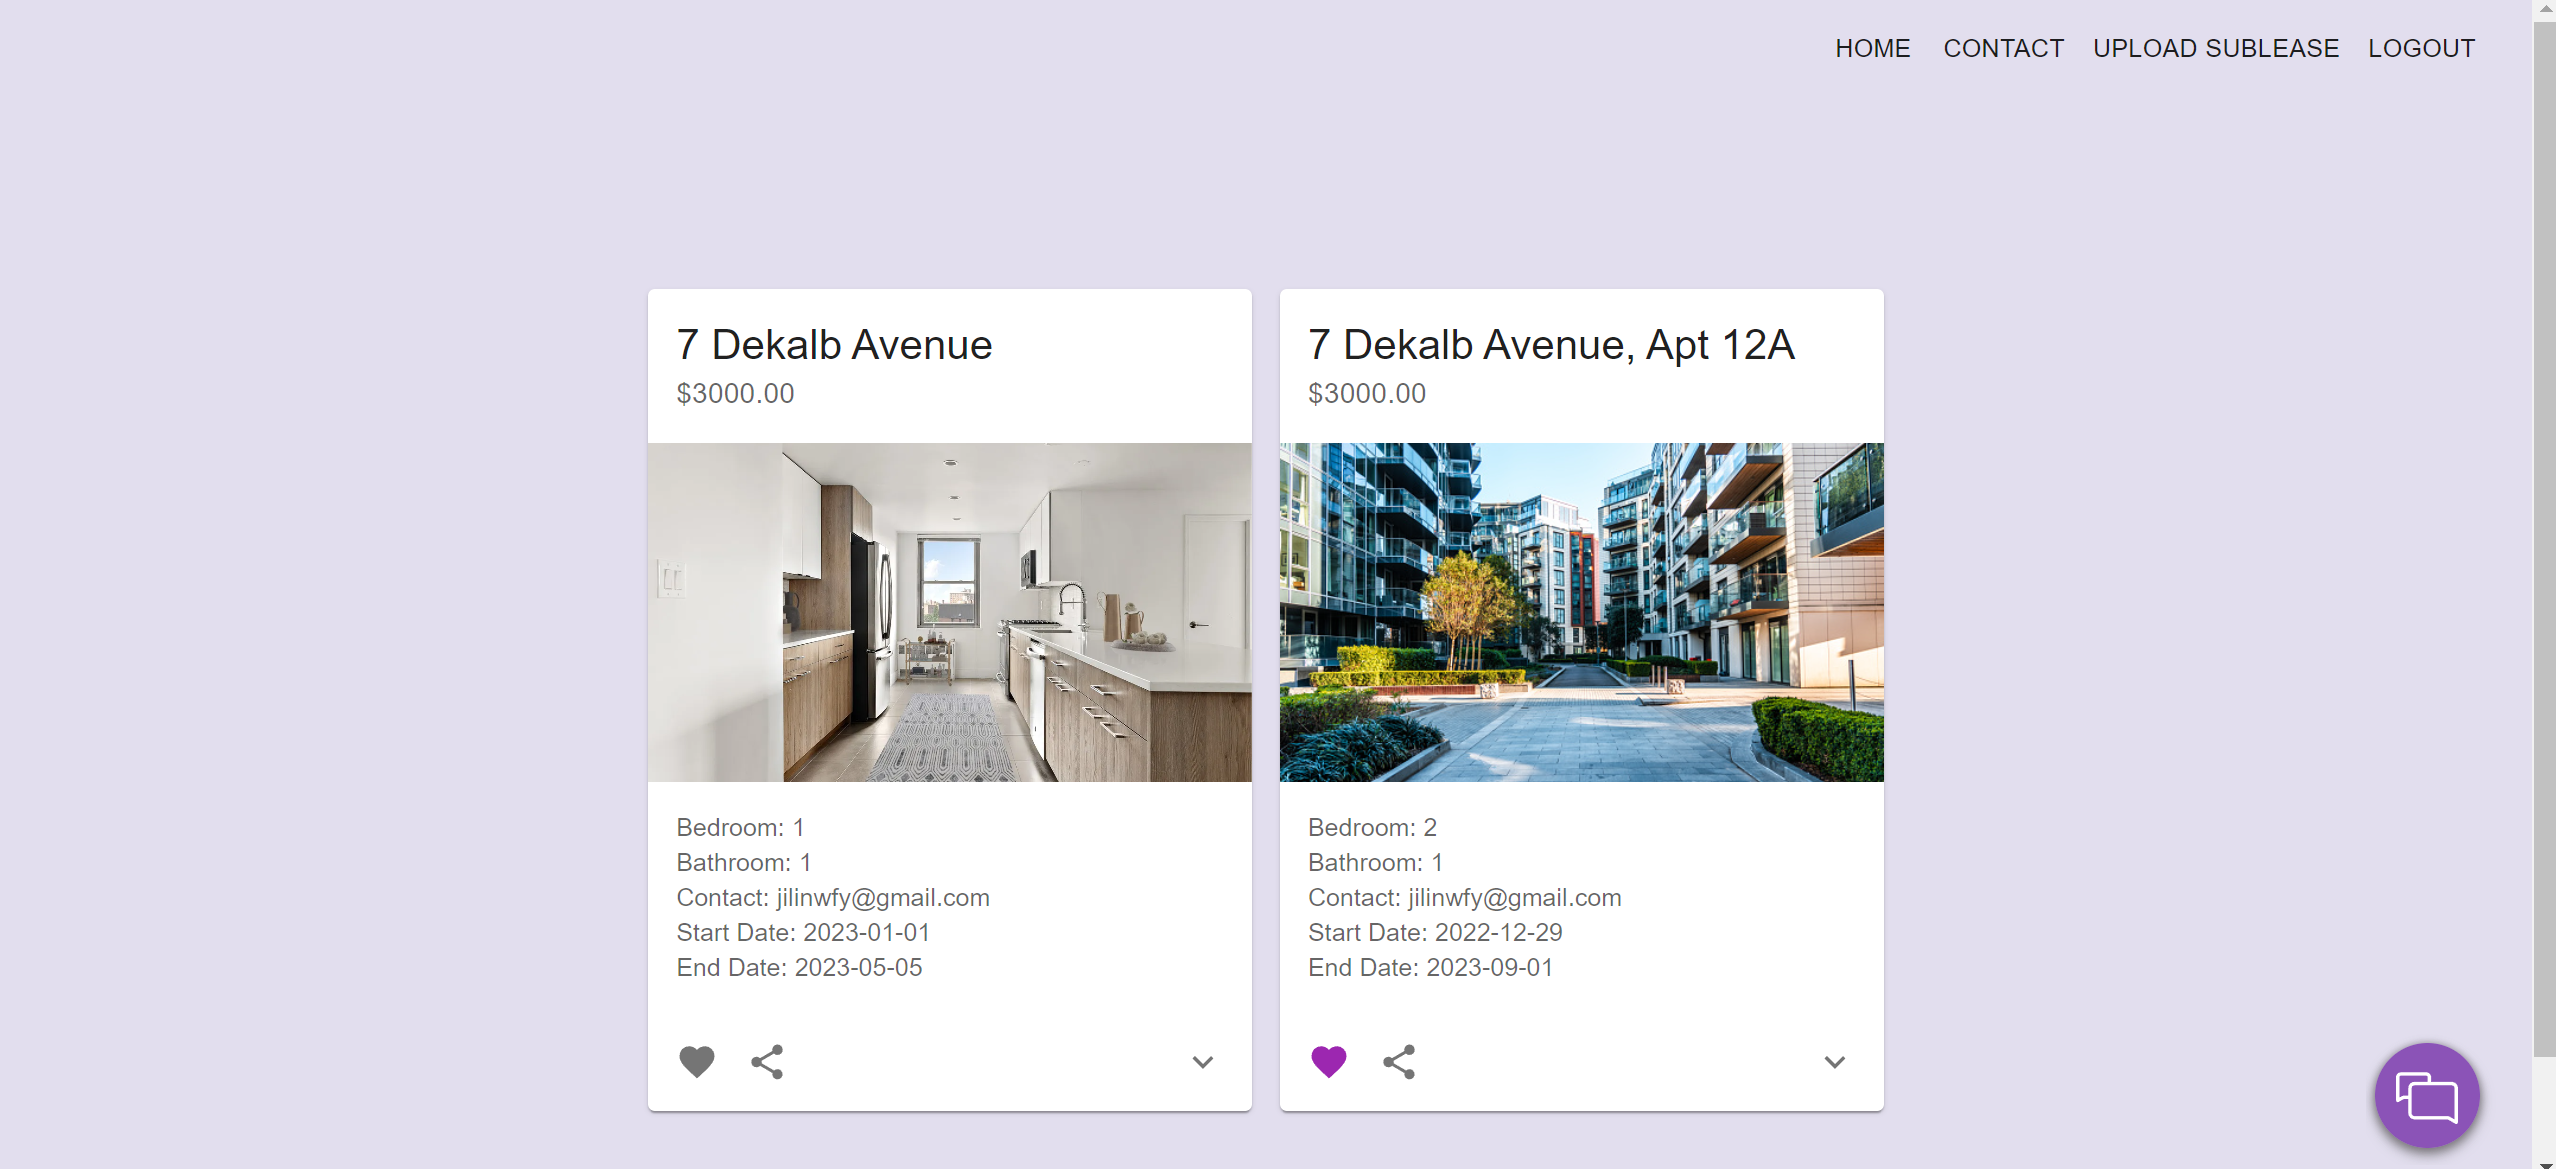 HOME CONTACT UPLOAD SUBLEASE LOGOUT
7 Dekalb Avenue
$3000.00
Bedroom: 1
Bathroom: 1
Contact: jilinwfy@gmail.com
Start Date: 2023-01-01
End Date: 2023-05-05
7 Dekalb Avenue, Apt 12A
$3000.00
Bedroom: 2
Bathroom: 1
Contact: jilinwfy@gmail.com
Start Date: 2022-12-29
End Date: 2023-09-01